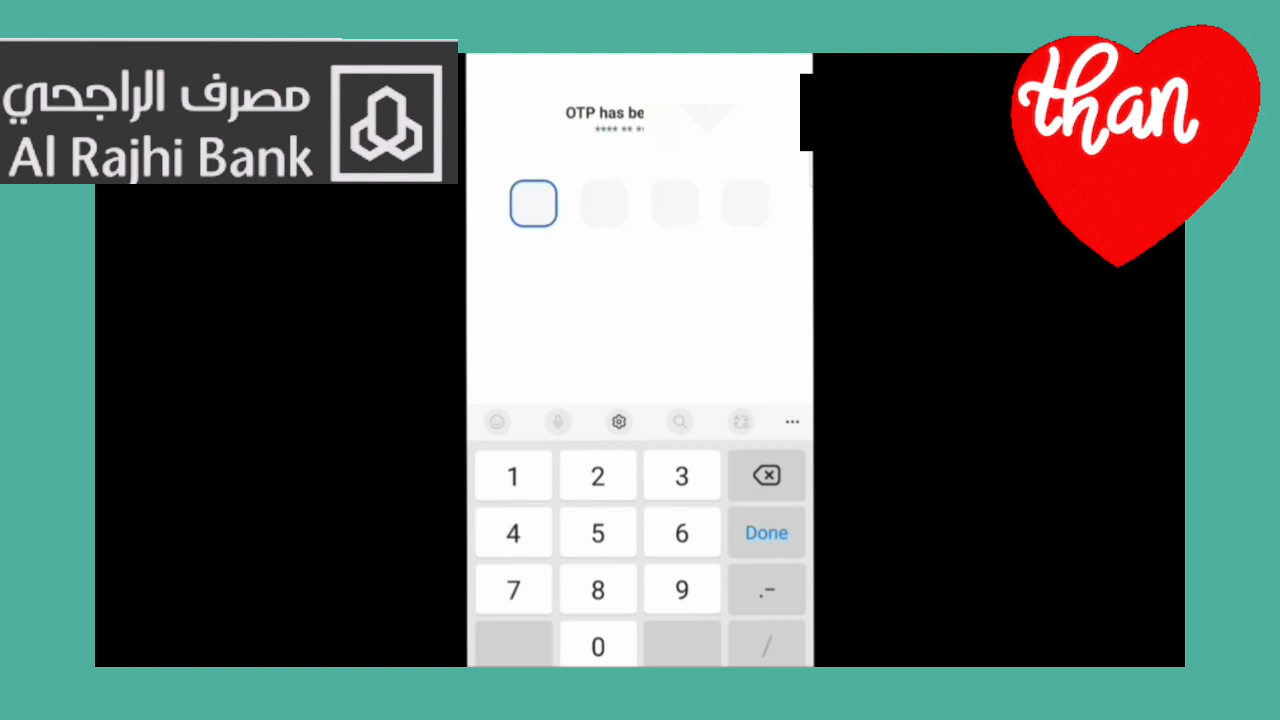 مصرف الراجحي
Al Rajhi Bank
than
OTP has be
**** ** *
1 2 3
4 5 6 Done
7 8 9 .-
0 /